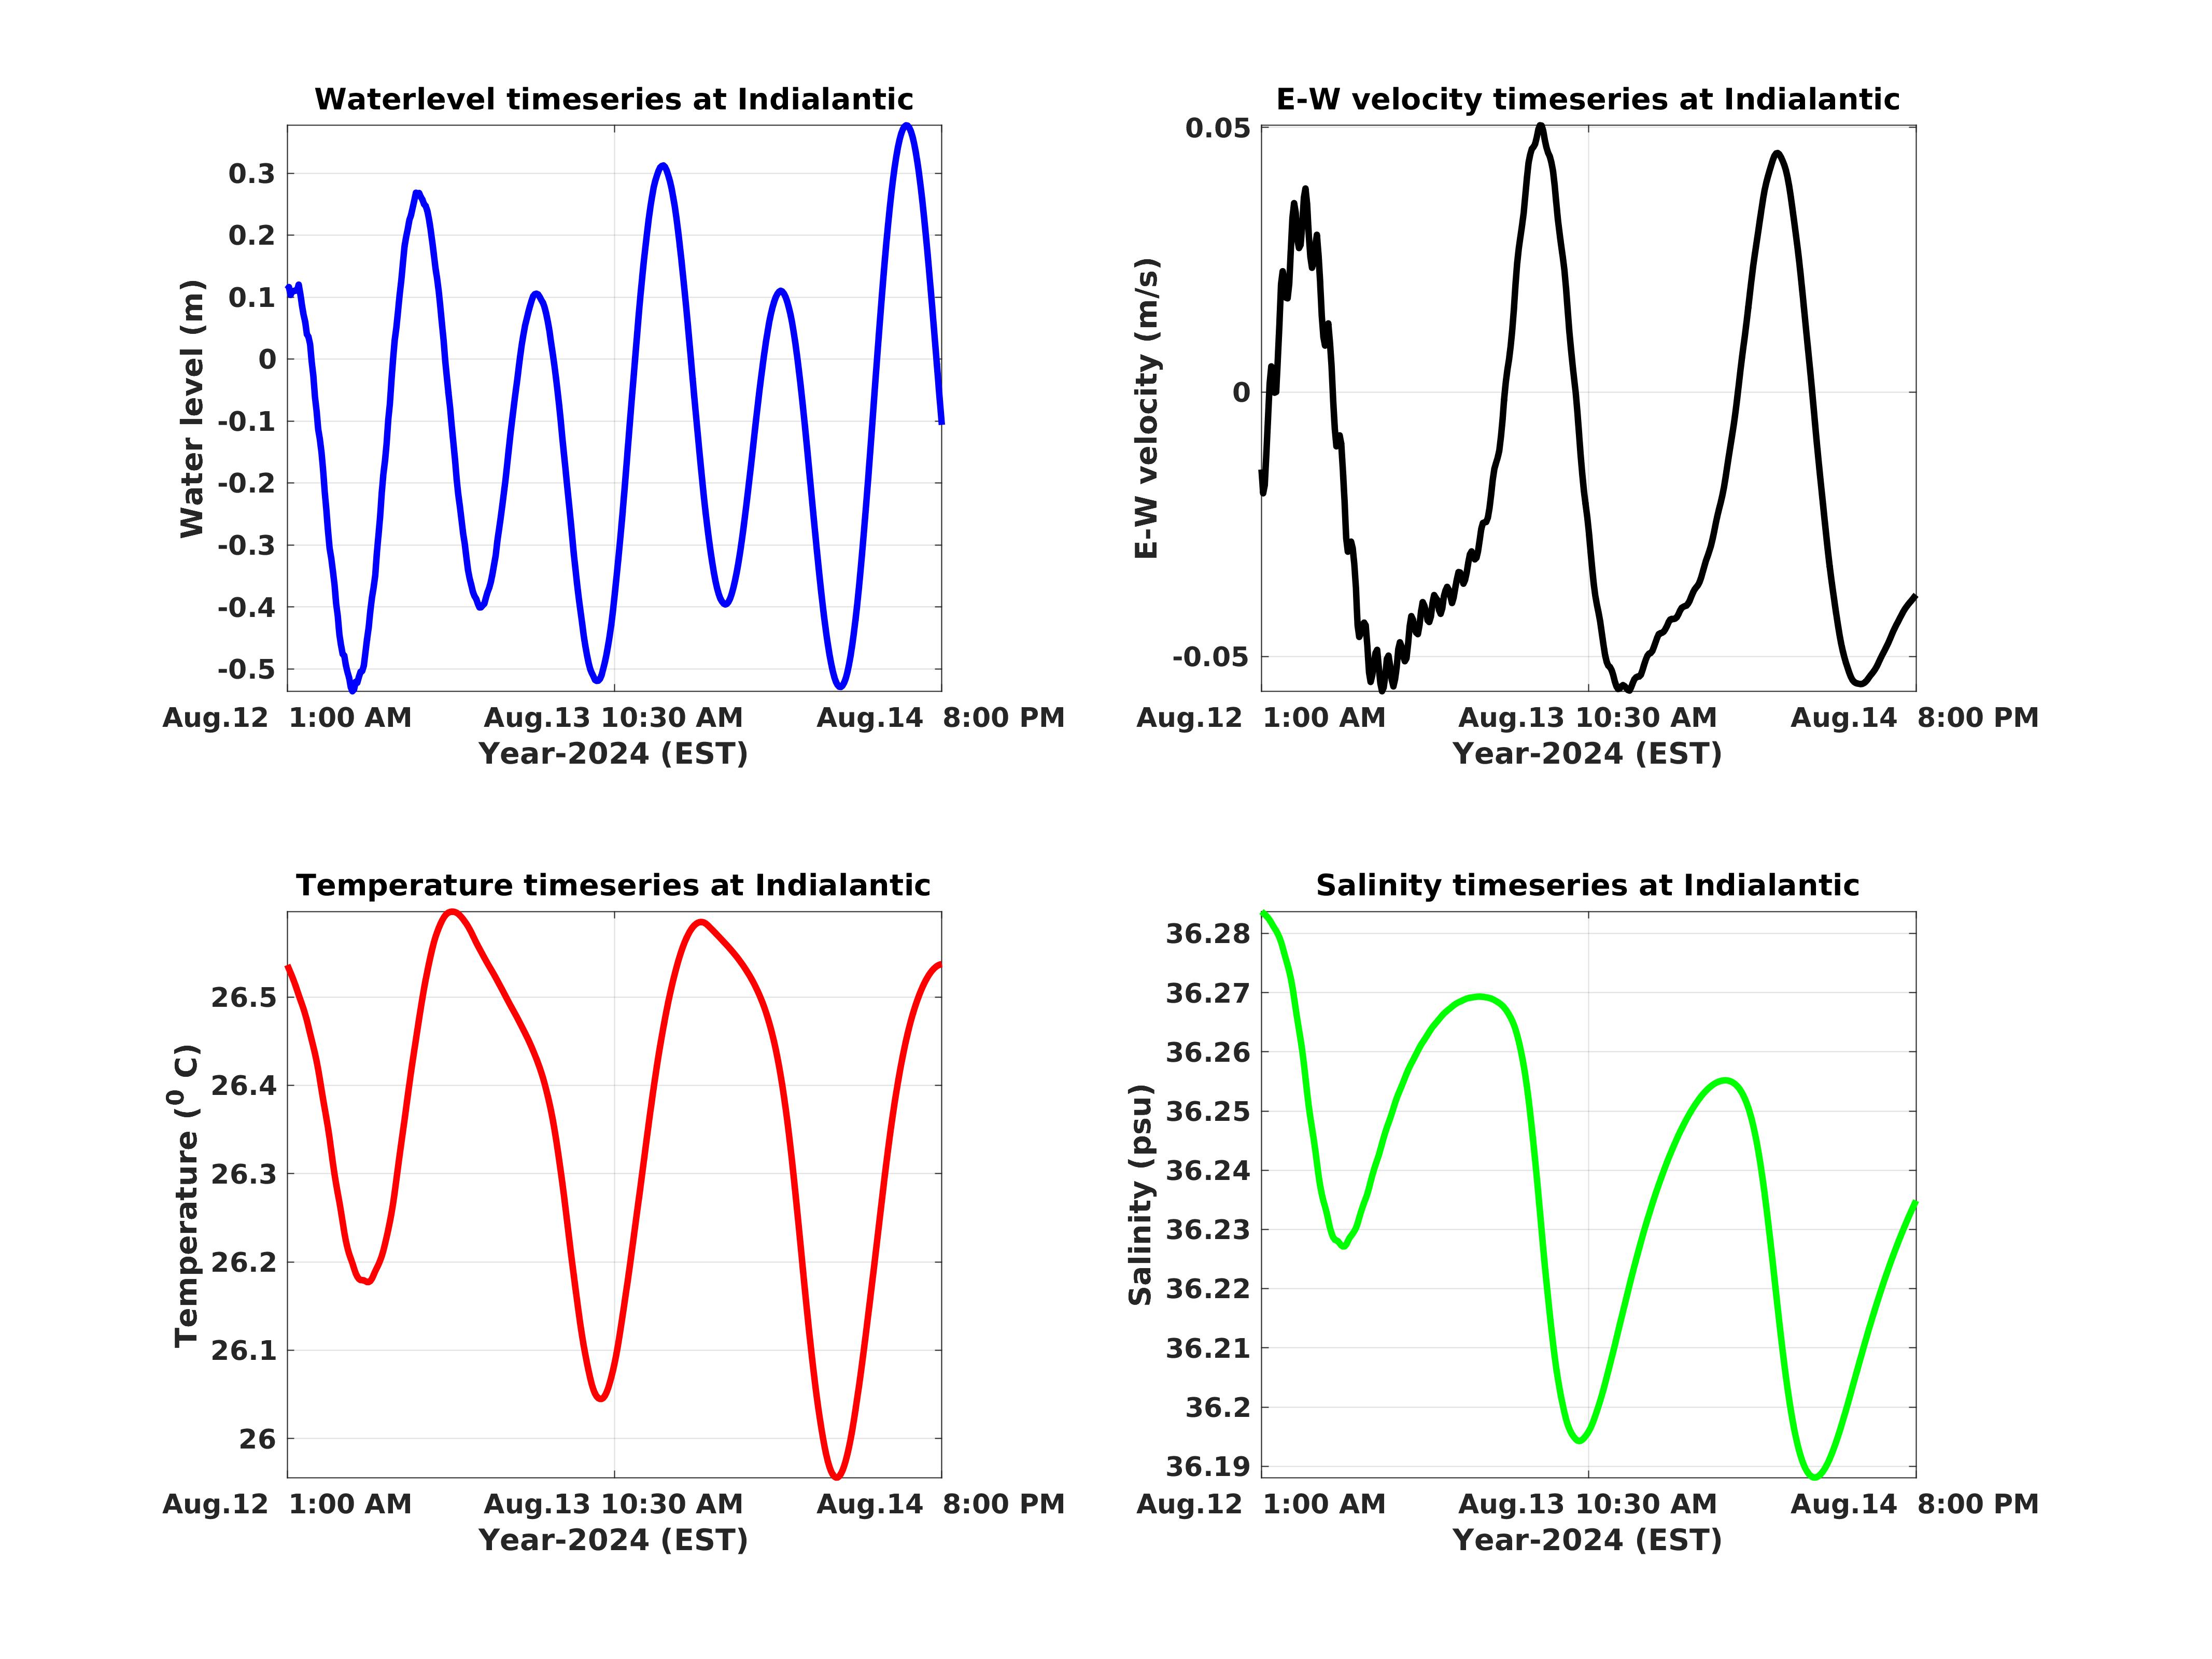 Waterlevel timeseries at Indialantic
Water level (m)
0.3
0.2
0.1
0
-0.1
-0.2
-0.3
-0.4
-0.5
Aug.12 1:00 AM Aug.13 10:30 AM Aug.14 8:00 PM
Year-2024 (EST)
E-W velocity timeseries at Indialantic
E-W velocity (m/s)
0.05
0
-0.05
Aug.12 1:00 AM Aug.13 10:30 AM Aug.14 8:00 PM
Year-2024 (EST)
Temperature timeseries at Indialantic
Temperature (⁰ C)
26.5
26.4
26.3
26.2
26.1
26
Aug.12 1:00 AM Aug.13 10:30 AM Aug.14 8:00 PM
Year-2024 (EST)
Salinity timeseries at Indialantic
Salinity (psu)
36.28
36.27
36.26
36.25
36.24
36.23
36.22
36.21
36.2
36.19
Aug.12 1:00 AM Aug.13 10:30 AM Aug.14 8:00 PM
Year-2024 (EST)